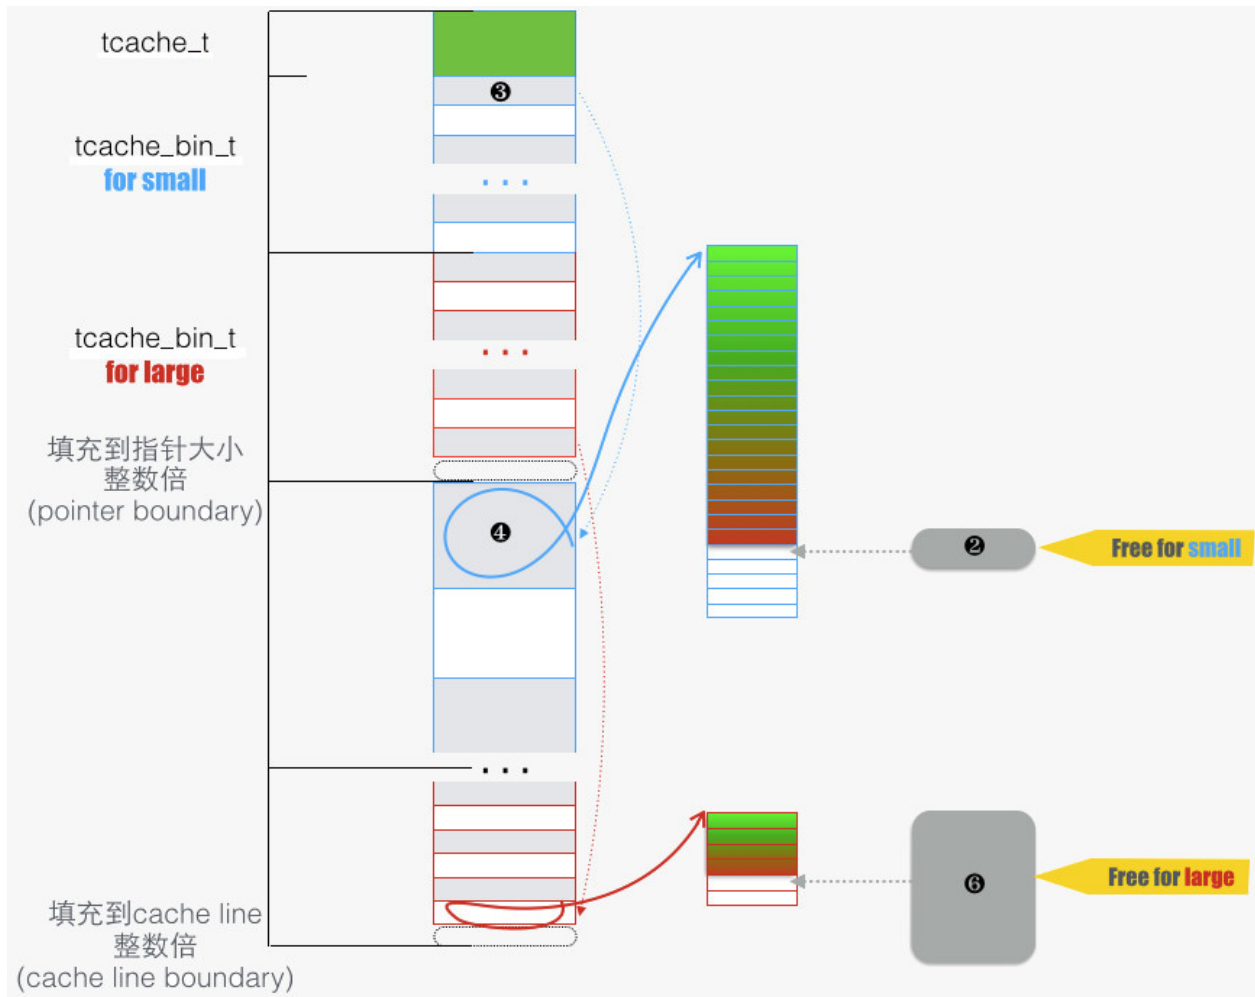 tcache_t
❸
tcache_bin_t
for small
. . .
tcache_bin_t
for large
. . .
填充到指针大小
整数倍
(pointer boundary)
❹
❷
Free for small
. . .
❻
Free for large
填充到cache line
整数倍
(cache line boundary)